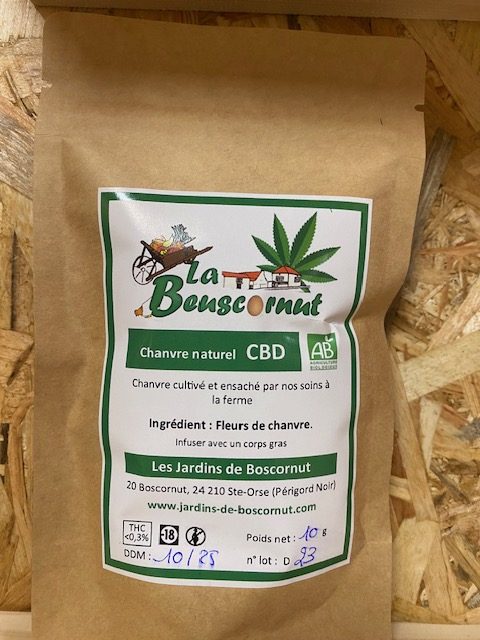 La
Beuscornut
Chanvre naturel CBD
AB
AGRICULTURE
BIOLOGIQUE
Chanvre cultivé et ensaché par nos soins à
la ferme
Ingrédient : Fleurs de chanvre.
Infuser avec un corps gras
Les Jardins de Boscornut
20 Boscornut, 24 210 Ste-Orse (Périgord Noir)
www.jardins-de-boscornut.com
THC
<0,3%
-18
Poids net : 10 g
DDM : 10/25
n° lot : D 23